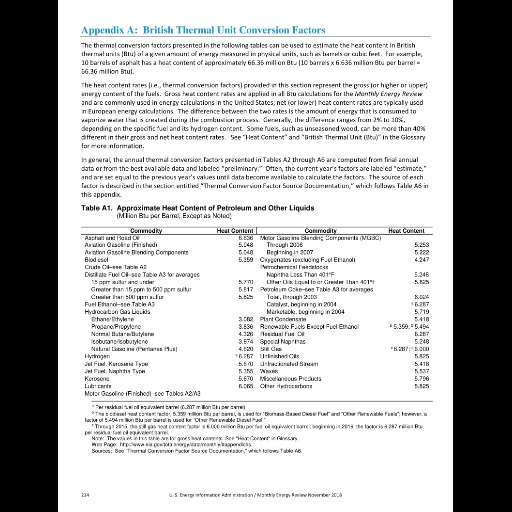 Appendix A: British Thermal Unit Conversion Factors
The thermal conversion factors presented in the following tables can be used to estimate the heat content in British
thermal units (Btu) of a given amount of energy measured in physical units, such as barrels or cubic feet. For example,
10 barrels of asphalt has a heat content of approximately 66.36 million Btu (10 barrels x 6.636 million Btu per barrel =
66.36 million Btu).
The heat content rates (i.e., thermal conversion factors) provided in this section represent the gross (or higher or upper)
energy content of the fuels. Gross heat content rates are applied in all Btu calculations for the Monthly Energy Review
and are commonly used in energy calculations in the United States; net (or lower) heat content rates are typically used
in European energy calculations. The difference between the two rates is the amount of energy that is consumed to
vaporize water that is created during the combustion process. Generally, the difference ranges from 2% to 10%,
depending on the specific fuel and its hydrogen content. Some fuels, such as unseasoned wood, can be more than 40%
different in their gross and net heat content rates. See "Heat Content" and "British Thermal Unit (Btu)" in the Glossary
for more information.
In general, the annual thermal conversion factors presented in Tables A2 through A6 are computed from final annual
data or from the best available data and labeled "preliminary." Often, the current year's factors are labeled "estimate,"
and are set equal to the previous year's values until data become available to calculate the factors. The source of each
factor is described in the section entitled "Thermal Conversion Factor Source Documentation," which follows Table A6 in
this appendix.
Table A1. Approximate Heat Content of Petroleum and Other Liquids
(Million Btu per Barrel, Except as Noted)
Commodity Heat Content Commodity Heat Content
Asphalt and Road Oil 6.636 Motor Gasoline Blending Components (MGBC)
Aviation Gasoline (Finished) 5.048 Through 2006 5.253
Aviation Gasoline Blending Components 5.048 Beginning in 2007 5.222
Biodiesel 5.359 Oxygenates (excluding Fuel Ethanol) 4.247
Crude Oil–see Table A2 Petrochemical Feedstocks
Distillate Fuel Oil–see Table A3 for averages Naphtha Less Than 401°F 5.248
15 ppm sulfur and under 5.770 Other Oils Equal to or Greater Than 401°F 5.825
Greater than 15 ppm to 500 ppm sulfur 5.817 Petroleum Coke–see Table A3 for averages
Greater than 500 ppm sulfur 5.825 Total, through 2003 6.024
Fuel Ethanol–see Table A3 Catalyst, beginning in 2004 a 6.287
Hydrocarbon Gas Liquids Marketable, beginning in 2004 5.719
Ethane/Ethylene 3.082 Plant Condensate 5.418
Propane/Propylene 3.836 Renewable Fuels Except Fuel Ethanol b 5.359; b 5.494
Normal Butane/Butylene 4.326 Residual Fuel Oil 6.287
Isobutane/Isobutylene 3.974 Special Naphthas 5.248
Natural Gasoline (Pentanes Plus) 4.620 Still Gas a 6.287; c 6.000
Hydrogen a 6.287 Unfinished Oils 5.825
Jet Fuel, Kerosene Type 5.670 Unfractionated Stream 5.418
Jet Fuel, Naphtha Type 5.355 Waxes 5.537
Kerosene 5.670 Miscellaneous Products 5.796
Lubricants 6.065 Other Hydrocarbons 5.825
Motor Gasoline (Finished)–see Tables A2/A3
a Per residual fuel oil equivalent barrel (6.287 million Btu per barrel)
b The biodiesel heat content factor, 5.359 million Btu per barrel, is used for "Biomass-Based Diesel Fuel" and "Other Renewable Fuels"; however, a
factor of 5.494 million Btu per barrel is used for "Other Renewable Diesel Fuel."
c Through 2015, the still gas heat content factor is 6.000 million Btu per fuel oil equivalent barrel; beginning in 2016, the factor is 6.287 million Btu
per residual fuel oil equivalent barrel.
Note: The values in this table are for gross heat contents. See "Heat Content" in Glossary.
Web Page: http://www.eia.gov/totalenergy/data/monthly/#appendices.
Sources: See "Thermal Conversion Factor Source Documentation," which follows Table A6.
214 U. S. Energy Information Administration / Monthly Energy Review November 2018